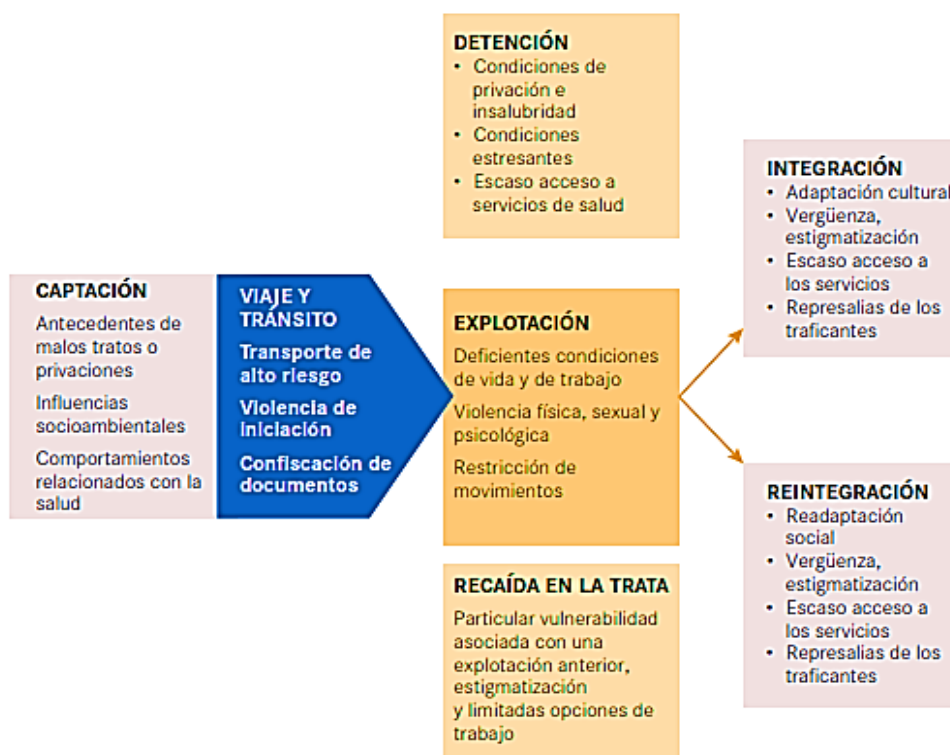 DETENCIÓN
• Condiciones de
privación e
insalubridad
• Condiciones
estresantes
• Escaso acceso a
servicios de salud
CAPTACIÓN
Antecedentes de
malos tratos o
privaciones
Influencias
socioambientales
Comportamientos
relacionados con la
salud
VIAJE Y
TRÁNSITO
Transporte de
alto riesgo
Violencia de
iniciación
Confiscación de
documentos
EXPLOTACIÓN
Deficientes condiciones
de vida y de trabajo
Violencia física, sexual y
psicológica
Restricción de
movimientos
RECAÍDA EN LA TRATA
Particular vulnerabilidad
asociada con una
explotación anterior,
estigmatización
y limitadas opciones de
trabajo
INTEGRACIÓN
• Adaptación cultural
• Vergüenza,
estigmatización
• Escaso acceso a
los servicios
• Represalias de los
traficantes
REINTEGRACIÓN
• Readaptación
social
• Vergüenza,
estigmatización
• Escaso acceso a
los servicios
• Represalias de los
traficantes